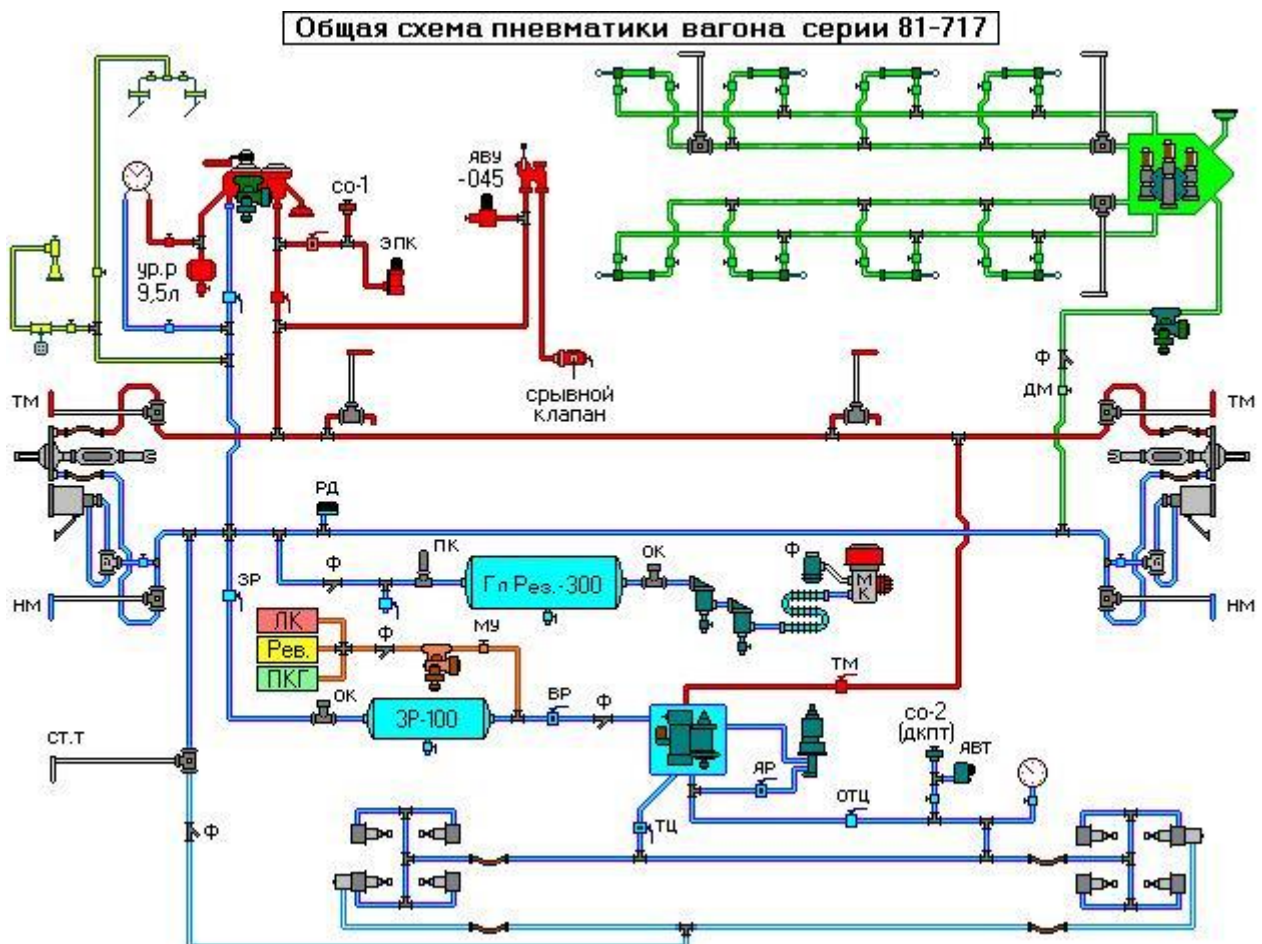 Общая схема пневматики вагона серии 81-717
АВУ
-045
со-1
ЭПК
ур.р
9,5л
срывной
клапан
Ф
ДМ
ТМ
ТМ
РД
ПК
ОК
Ф
Ф
Гл Рез.-300
М
К
ЗР
НМ
НМ
ЛК
Рев.
ПКГ
Ф
МУ
ТМ
ОК
ЗР-100
ВР
Ф
со-2
(дкпт)
АВТ
СТ.Т
АР
ОТЦ
Ф
ТЦ